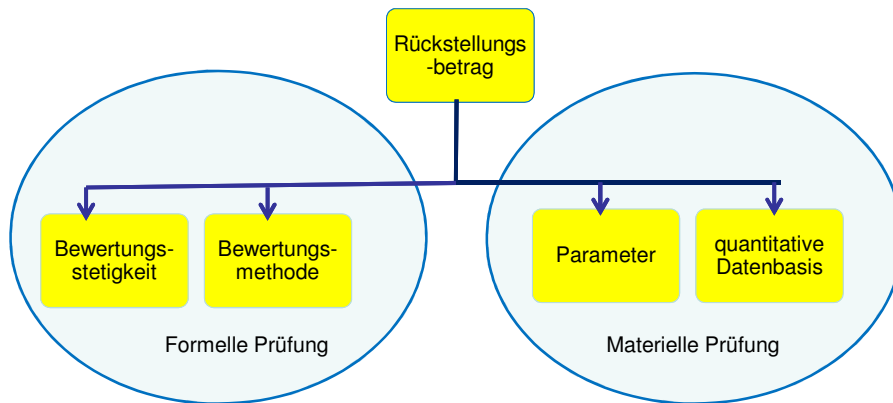 Rückstellungs
-betrag
Bewertungs-
stetigkeit
Bewertungs-
methode
Parameter
quantitative
Datenbasis
Formelle Prüfung
Materielle Prüfung